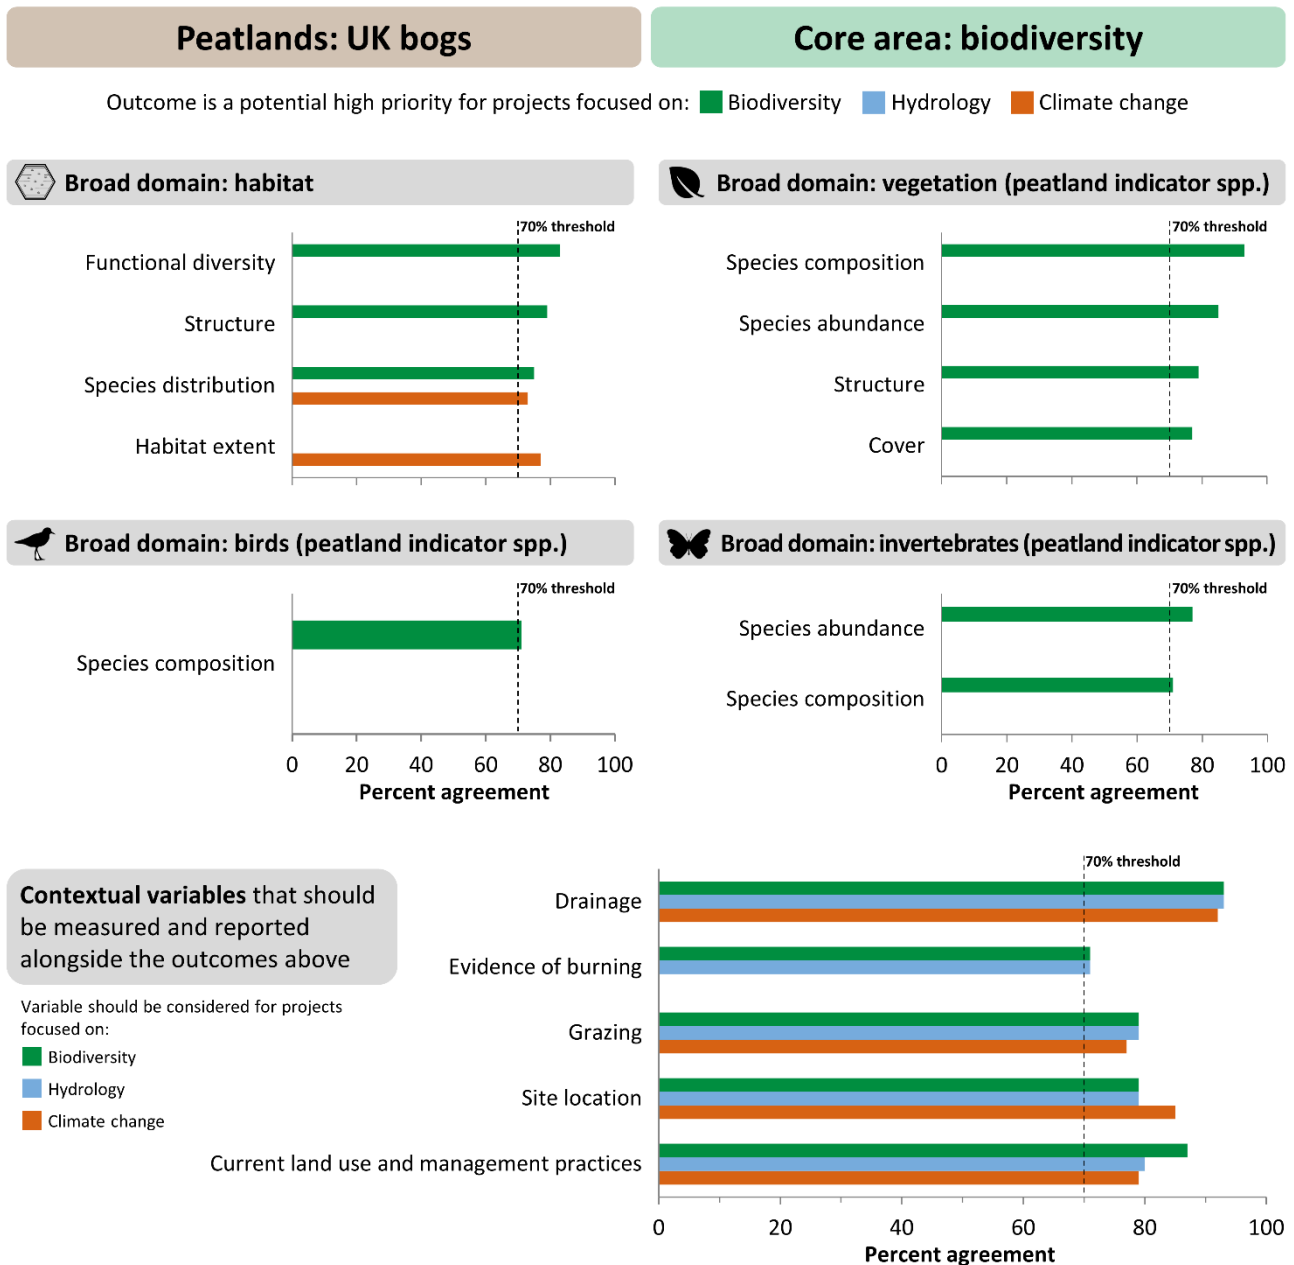 Peatlands: UK bogs
Core area: biodiversity
Outcome is a potential high priority for projects focused on: Biodiversity Hydrology Climate change
Broad domain: habitat
70% threshold
Functional diversity
Structure
Species distribution
Habitat extent
Broad domain: vegetation (peatland indicator spp.)
70% threshold
Species composition
Species abundance
Structure
Cover
Broad domain: birds (peatland indicator spp.)
70% threshold
Species composition
0 20 40 60 80 100
Percent agreement
Broad domain: invertebrates (peatland indicator spp.)
70% threshold
Species abundance
Species composition
0 20 40 60 80 100
Percent agreement
Contextual variables that should
be measured and reported
alongside the outcomes above
Variable should be considered for projects
focused on:
Biodiversity
Hydrology
Climate change
70% threshold
Drainage
Evidence of burning
Grazing
Site location
Current land use and management practices
0 20 40 60 80 100
Percent agreement